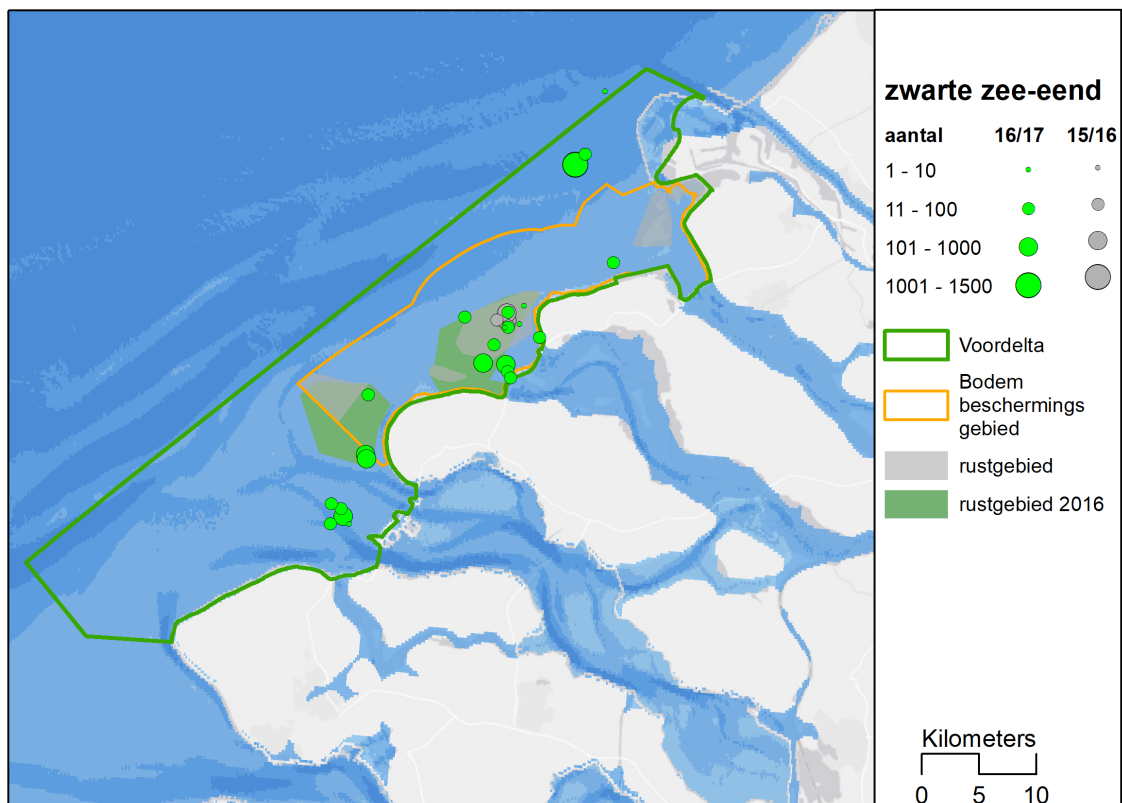 zwarte zee-eend
aantal 16/17 15/16
1 - 10
11 - 100
101 - 1000
1001 - 1500
Voordelta
Bodem
beschermings
gebied
rustgebied
rustgebied 2016
Kilometers
0 5 10